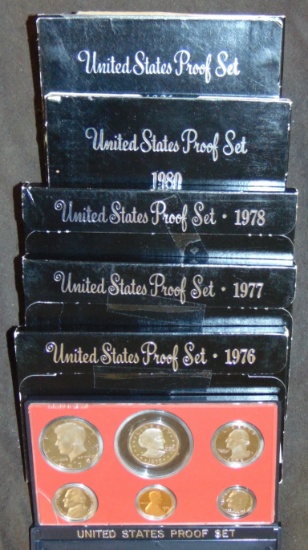 United States Proof Set
United States Proof Set
1980
United States Proof Set · 1978
United States Proof Set · 1977
United States Proof Set · 1976
UNITED STATES PROOF SET